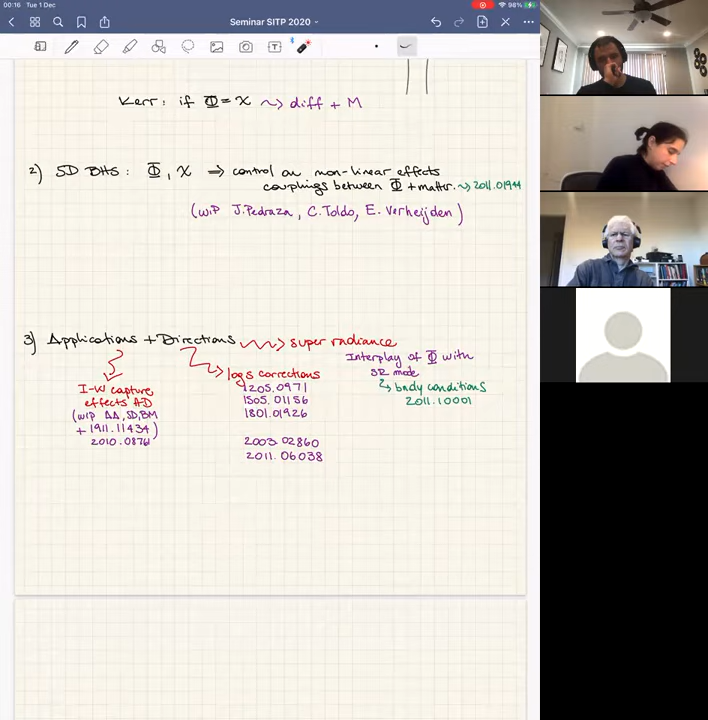 00:16 Tue 1 Dec
98%
Seminar SITP 2020
Kerr: if Φ = χ ⇝ diff + M
2) 5D BHs: Φ, χ ⇒ control on non-linear effects
couplings between Φ + matter. ⇝ 2011.01944
(wip J. Pedraza, C. Toldo, E. Verheijden)
3) Applications + Directions ⇝ super radiance
Interplay of Φ with
SR mode
↳ bndy conditions
2011.10001
logs corrections
1205.0971
1505.01156
1801.01926
2003.02860
2011.06038
I-W capture
effects
(wip AA, SD, BM
+ 1911.11434)
2010.08761